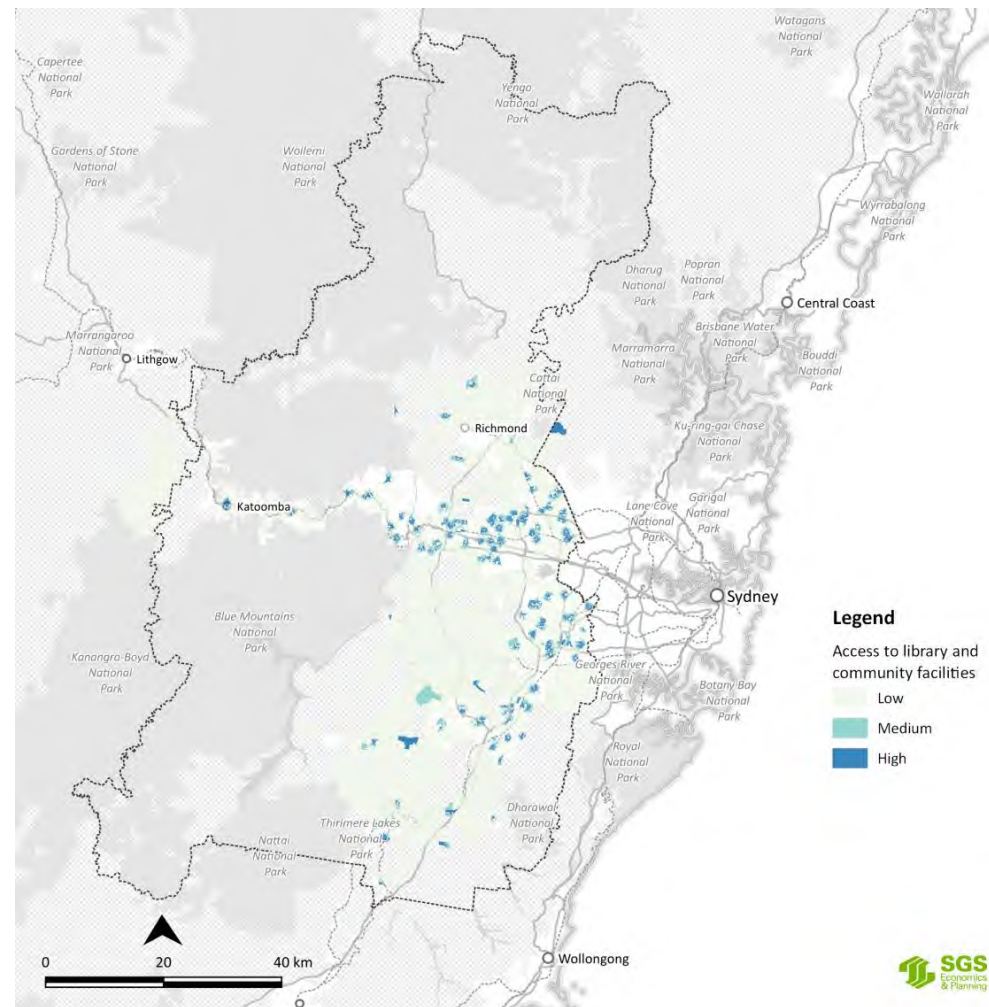 Watagans
National
Park
Capertee
National
Park
Yengo
National
Park
Wallarah
National
Park
Gardens of Stone
National
Park
Wollemi
National
Park
Wyrrabalong
National
Park
Dharug
National
Park
Popran
National
Park
Central Coast
Marrangaroo
National
Park
Lithgow
Brisbane Water
National
Park
Marramarra
National
Park
Bouddi
National
Park
Cattai
National
Park
Richmond
Ku-ring-gai Chase
National
Park
Katoomba
Lane Cove
National
Park
Garigal
National
Park
Sydney
Blue Mountains
National
Park
Legend
Access to library and
community facilities
Low
Medium
High
Kanangra-Boyd
National
Park
Georges River
National
Park
Botany Bay
National
Park
Royal
National
Park
Thirlmere Lakes
National
Park
Dharawal
National
Park
Nattai
National
Park
0 20 40 km
Wollongong
SGS
Economics
& Planning